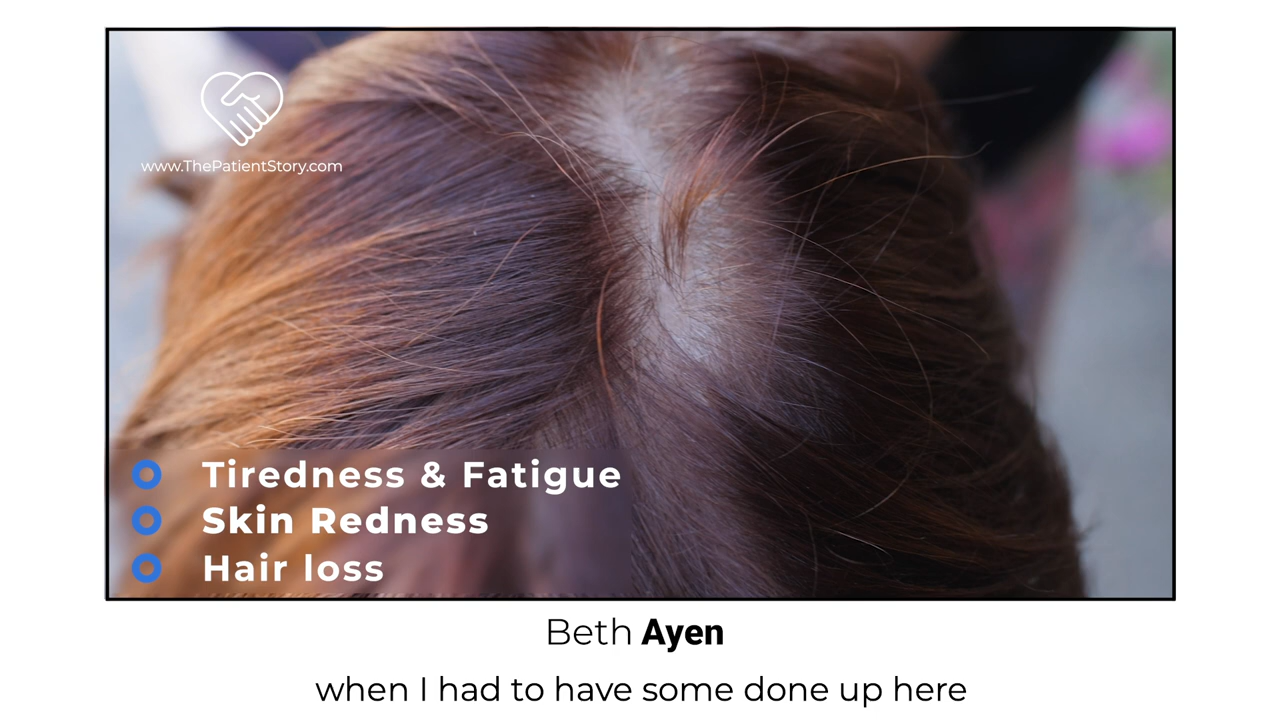 www.ThePatientStory.com
Tiredness & Fatigue
Skin Redness
Hair loss
Beth Ayen
when I had to have some done up here